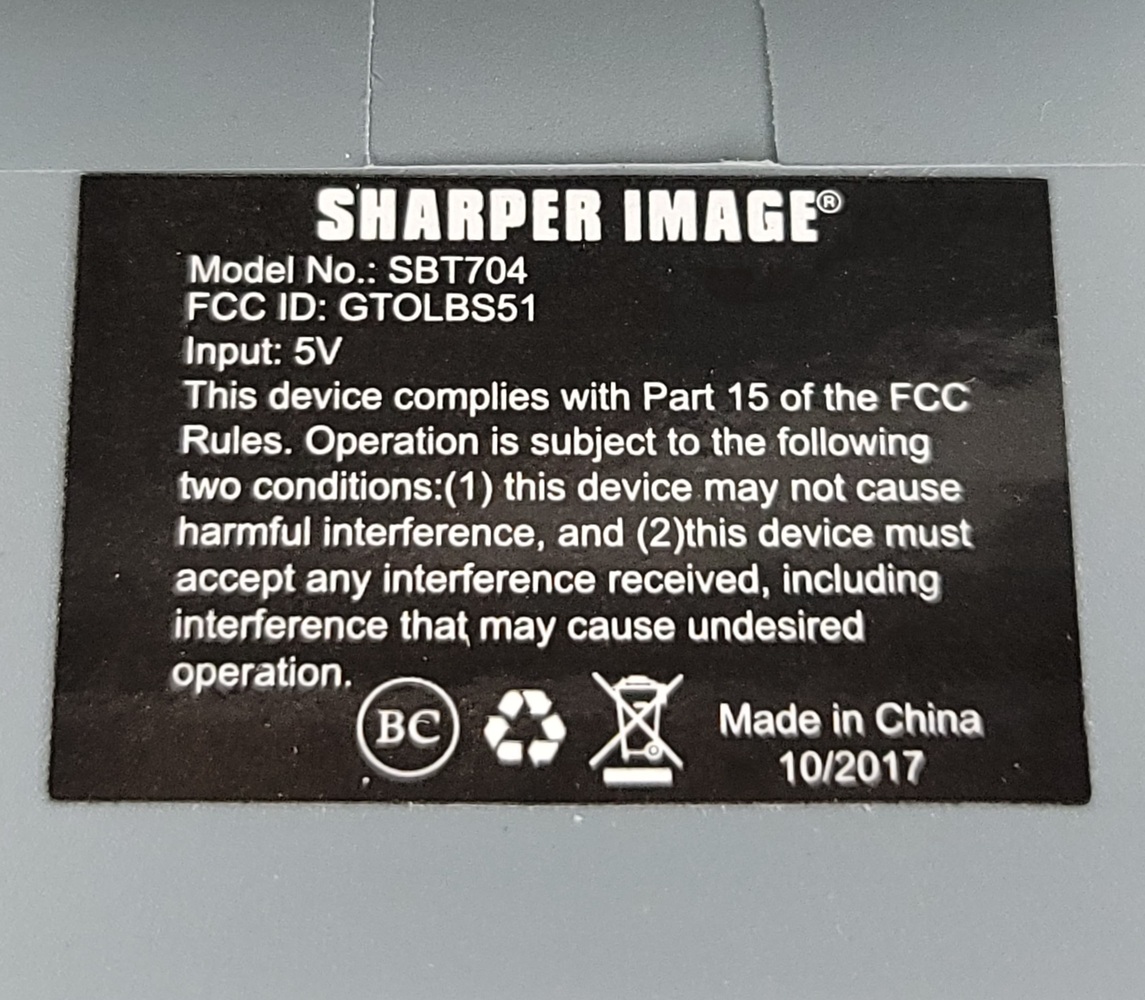 SHARPER IMAGE®
Model No.: SBT704
FCC ID: GTOLBS51
Input: 5V
This device complies with Part 15 of the FCC
Rules. Operation is subject to the following
two conditions:(1) this device may not cause
harmful interference, and (2)this device must
accept any interference received, including
interference that may cause undesired
operation.
BC Made in China
10/2017